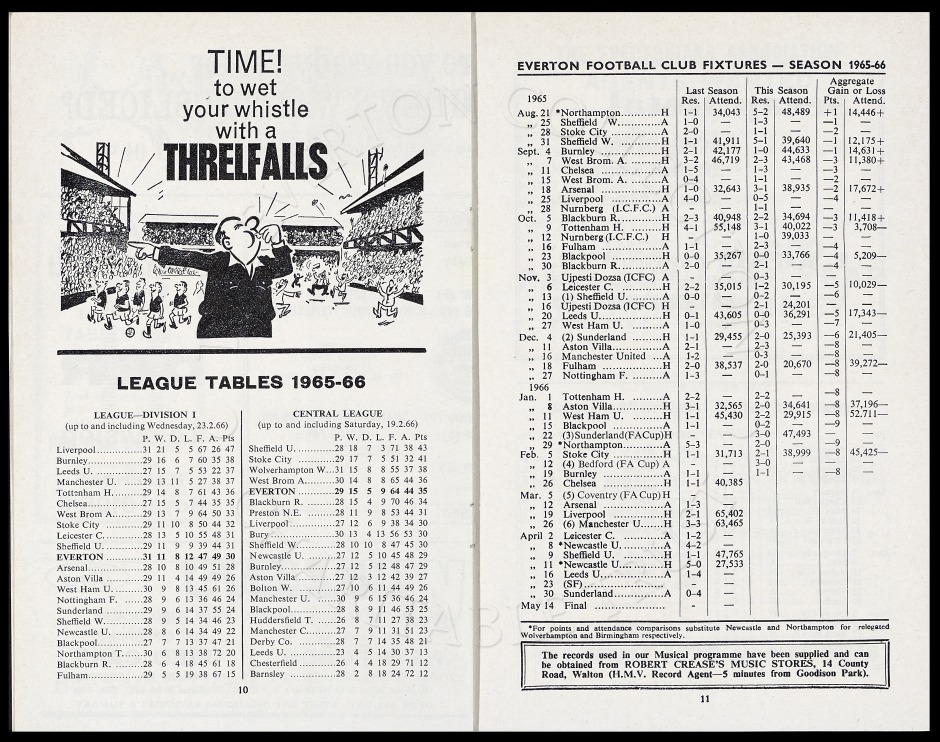 TIME!
to wet
your whistle
with a
THRELFALLS
LEAGUE TABLES 1965-66
LEAGUE—DIVISION I
(up to and including Wednesday, 23.2.66)
P. W. D. L. F. A. Pts
Liverpool..........31 21 5 5 67 26 47
Burnley..........29 16 6 7 60 35 38
Leeds U. ..........27 15 7 5 53 22 37
Manchester U. ......29 13 11 5 27 38 37
Tottenham H.........29 14 8 7 61 43 36
Chelsea..........27 15 5 7 44 35 35
West Brom A. ......29 13 7 9 64 50 33
Stoke City ..........29 11 10 8 50 44 32
Leicester C. ........28 13 5 10 55 48 31
Sheffield U. ........29 11 9 9 39 44 31
EVERTON ..........31 11 8 12 47 49 30
Arsenal..........28 10 8 10 49 51 28
Aston Villa ........29 11 4 14 49 49 26
West Ham U. ......30 9 8 13 45 61 26
Nottingham F. ......28 9 6 13 36 46 24
Sunderland ........29 9 6 14 37 55 24
Sheffield W. ........28 9 5 14 34 46 23
Newcastle U. ........28 8 6 14 34 49 22
Blackpool..........27 7 7 13 37 47 21
Northampton T.....30 6 8 13 38 72 20
Blackburn R. ......28 6 4 18 45 61 18
Fulham..........29 5 5 19 38 67 15
CENTRAL LEAGUE
(up to and including Saturday, 19.2.66)
P. W. D. L. F. A. Pts
Sheffield U. ..........28 18 7 3 71 38 43
Stoke City ..........29 17 7 5 51 32 41
Wolverhampton W...31 15 8 8 55 37 38
West Brom A..........30 14 8 8 65 44 36
EVERTON ..........29 15 5 9 64 44 35
Blackburn R. ........28 15 4 9 70 46 34
Preston N.E. ........28 11 9 8 53 44 31
Liverpool..........27 12 6 9 38 34 30
Bury..........30 13 4 13 56 53 30
Sheffield W. ........28 10 10 8 47 45 30
Newcastle U. ........27 12 5 10 45 48 29
Burnley..........27 12 5 12 48 47 29
Aston Villa ..........27 12 3 12 42 39 27
Bolton W. ..........27 10 6 11 44 49 26
Manchester U. ......30 9 6 15 36 46 24
Blackpool..........28 8 9 11 46 53 25
Huddersfield T. ......26 8 7 11 27 38 23
Manchester C. ......27 7 9 11 31 51 23
Derby Co. ..........28 7 7 14 35 48 21
Leeds U. ..........23 4 5 14 30 37 13
Chesterfield ..........26 4 4 18 29 71 12
Barnsley ..........28 2 8 18 24 72 12
10
EVERTON FOOTBALL CLUB FIXTURES — SEASON 1965-66
Last Season This Season Aggregate Gain or Loss
1965 Res. Attend. Res. Attend. Pts. Attend.
Aug. 21 *Northampton..........H 1–1 34,043 5–2 48,489 +1 14,446+
„ 25 Sheffield W...........A 1–0 — 1–3 — —1 —
„ 28 Stoke City ..........A 2–0 — 1–1 — —2 —
„ 31 Sheffield W. ..........H 1–1 41,911 5–1 39,640 —1 12,175+
Sept. 4 Burnley ..........H 2–1 42,177 1–0 44,633 —1 14,631+
„ 7 West Brom. A. ........H 3–2 46,719 2–3 43,468 —3 11,380+
„ 11 Chelsea ..........A 1–5 — 1–3 — —3 —
„ 15 West Brom. A. ........A 0–4 — 1–1 — —2 —
„ 18 Arsenal ..........H 1–0 32,643 3–1 38,935 —2 17,672+
„ 25 Liverpool ..........A 4–0 — 0–5 — —4 —
„ 28 Nurnberg (I.C.F.C.) A – — 1–1 —
Oct. 5 Blackburn R...........H 2–3 40,948 2–2 34,694 —3 11,418+
„ 9 Tottenham H. ........H 4–1 55,148 3–1 40,022 —3 3,708—
„ 12 Nurnberg (I.C.F.C.) H – — 1–0 39,033
„ 16 Fulham ..........A 1–1 — 2–3 — —4 —
„ 23 Blackpool ..........H 0–0 35,267 0–0 33,766 —4 5,209—
„ 30 Blackburn R...........A 2–0 — 2–1 — —4 —
Nov. 3 Ujpesti Dozsa (ICFC) A – — 0–3 —
„ 6 Leicester C. ..........H 2–2 35,015 1–2 30,195 —5 10,029—
„ 13 (1) Sheffield U. ........A 0–0 — 0–2 — —6 —
„ 16 Ujpesti Dozsa (ICFC) H – — 2–1 24,201
„ 20 Leeds U...........H 0–1 43,605 0–0 36,291 —5 17,343—
„ 27 West Ham U. ........A 1–0 — 0–3 — —7 —
Dec. 4 (2) Sunderland ..........H 1–1 29,455 2–0 25,393 —6 21,405—
„ 11 Aston Villa..........A 2–1 — 2–3 — —8 —
„ 16 Manchester United ...A 1–2 — 0–3 — —8 —
„ 18 Fulham ..........H 2–0 38,537 2–0 20,670 —8 39,272—
„ 27 Nottingham F. ........A 1–3 — 0–1 — —8 —
1966
Jan. 1 Tottenham H. ........A 2–2 — 2–2 — —8 —
„ 8 Aston Villa..........H 3–1 32,565 2–0 34,641 —8 37,196—
„ 11 West Ham U. ..........H 1–1 45,430 2–2 29,915 —8 52.711—
„ 15 Blackpool ..........A 1–1 — 0–2 — —9 —
„ 22 (3)Sunderland(FACup)H – — 3–0 47,493
„ 29 *Northampton..........A 5–3 — 2–0 — —9 —
Feb. 5 Stoke City ..........H 1–1 31,713 2–1 38,999 —8 45,425—
„ 12 (4) Bedford (FA Cup) A – — 3–0 —
„ 19 Burnley ..........A 1–1 — 1–1 — —8 —
„ 26 Chelsea ..........H 1–1 40,385
Mar. 5 (5) Coventry (FA Cup)H – —
„ 12 Arsenal ..........A 1–3 —
„ 19 Liverpool ..........H 2–1 65,402
„ 26 (6) Manchester U. ......H 3–3 63,465
April 2 Leicester C. ..........A 1–2 —
„ 8 *Newcastle U...........A 4–2 —
„ 9 Sheffield U. ..........H 1–1 47,765
„ 11 *Newcastle U...........H 5–0 27,533
„ 16 Leeds U...........A 1–4 —
„ 23 (SF).......... – —
„ 30 Sunderland..........A 0–4 —
May 14 Final .......... – —
*For points and attendance comparisons substitute Newcastle and Northampton for relegated
Wolverhampton and Birmingham respectively.
The records used in our Musical programme have been supplied and can
be obtained from ROBERT CREASE'S MUSIC STORES, 14 County
Road, Walton (H.M.V. Record Agent—5 minutes from Goodison Park).
11